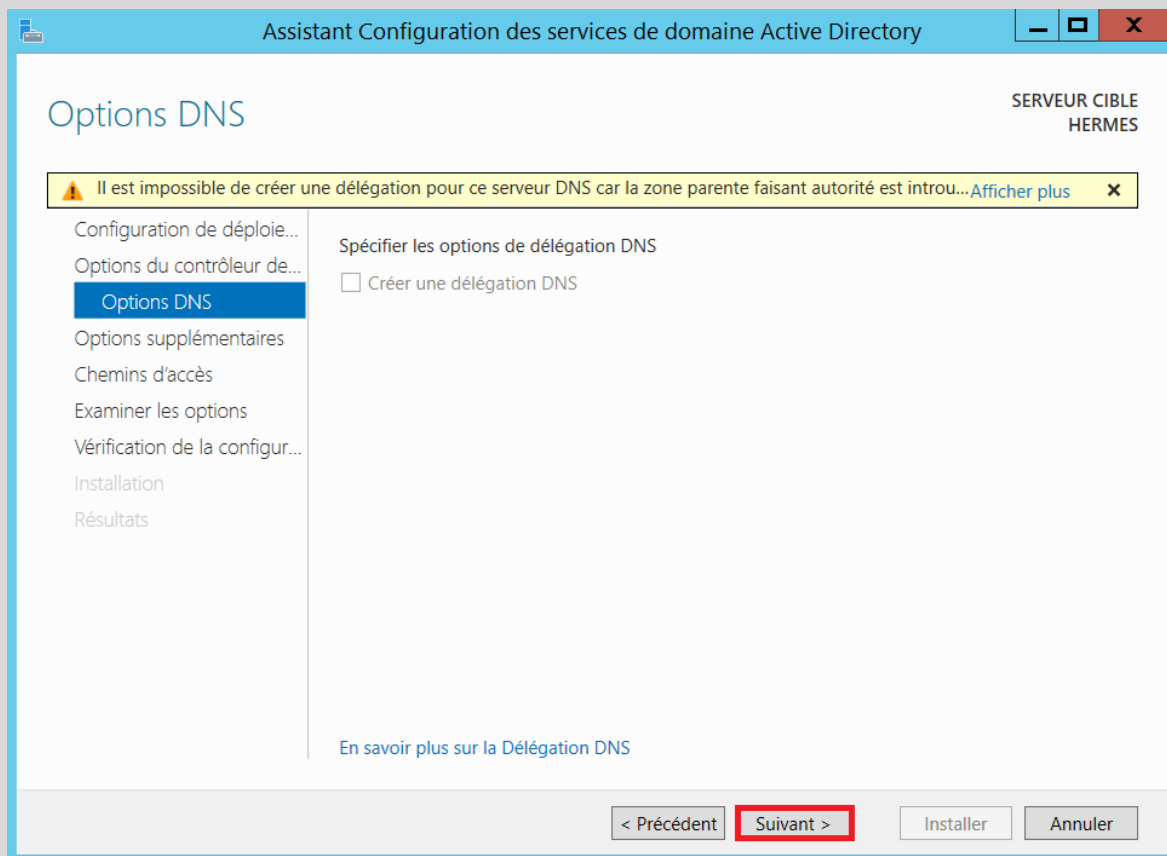 Assistant Configuration des services de domaine Active Directory
Options DNS
SERVEUR CIBLE
HERMES
Il est impossible de créer une délégation pour ce serveur DNS car la zone parente faisant autorité est introu... Afficher plus
Configuration de déploie...
Options du contrôleur de...
Options DNS
Options supplémentaires
Chemins d'accès
Examiner les options
Vérification de la configur...
Installation
Résultats
Spécifier les options de délégation DNS
Créer une délégation DNS
En savoir plus sur la Délégation DNS
< Précédent
Suivant >
Installer
Annuler